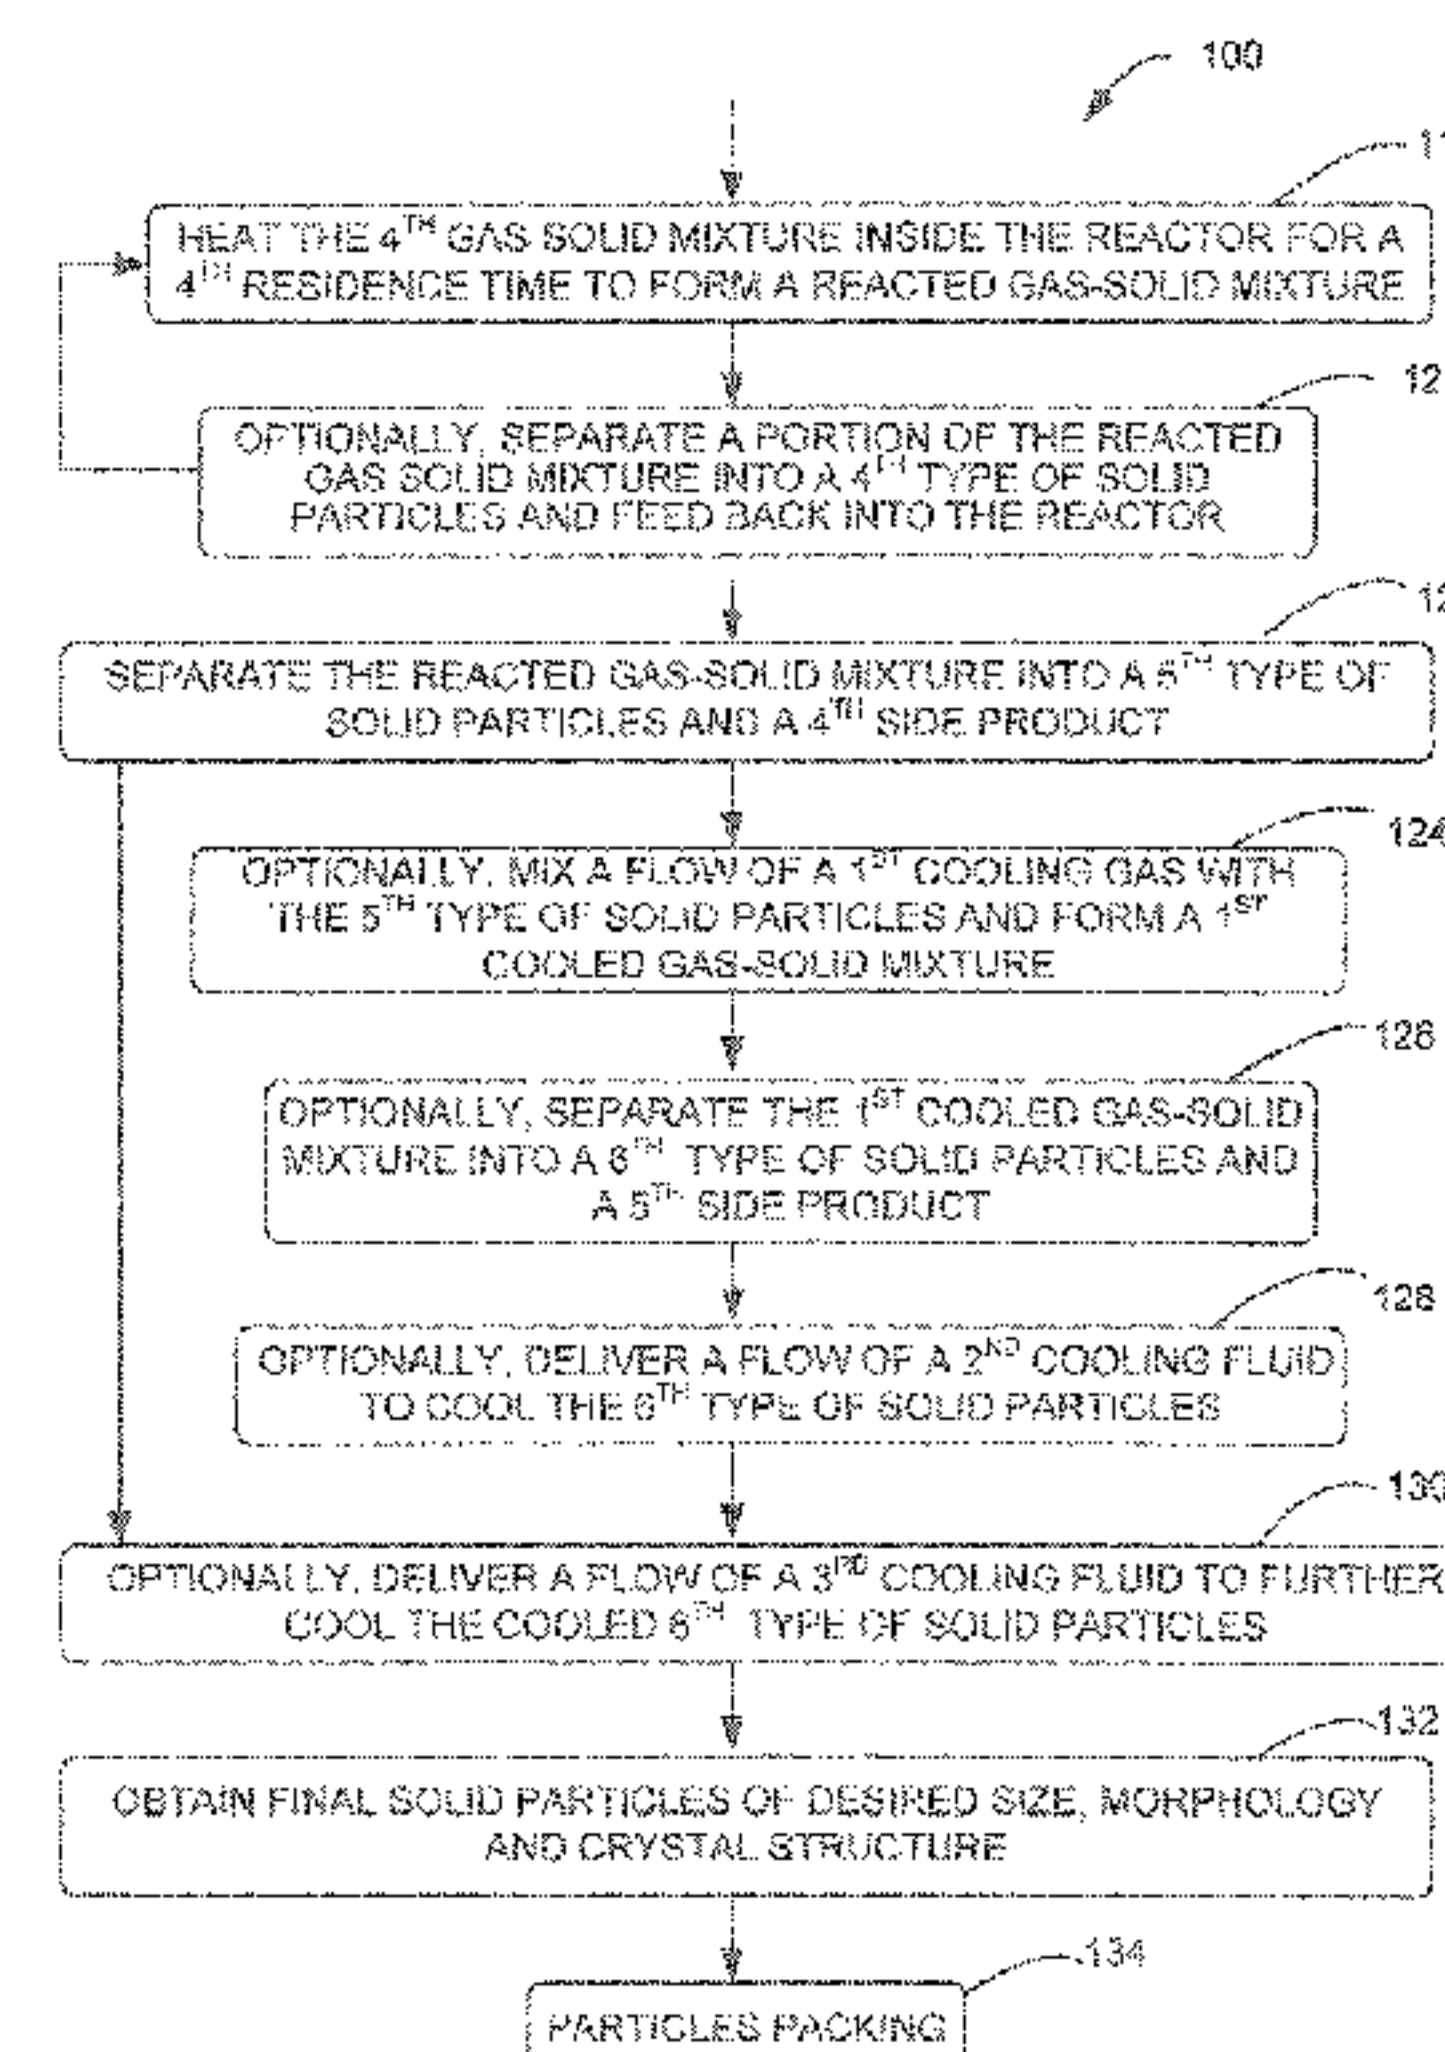 100
11
HEAT THE 4TH GAS SOLID MIXTURE INSIDE THE REACTOR FOR A
4TH RESIDENCE TIME TO FORM A REACTED GAS-SOLID MIXTURE
12
OPTIONALLY, SEPARATE A PORTION OF THE REACTED
GAS SOLID MIXTURE INTO A 4TH TYPE OF SOLID
PARTICLES AND FEED BACK INTO THE REACTOR
12
SEPARATE THE REACTED GAS-SOLID MIXTURE INTO A 5TH TYPE OF
SOLID PARTICLES AND A 4TH SIDE PRODUCT
124
OPTIONALLY, MIX A FLOW OF A 1ST COOLING GAS WITH
THE 5TH TYPE OF SOLID PARTICLES AND FORM A 1ST
COOLED GAS-SOLID MIXTURE
126
OPTIONALLY, SEPARATE THE 1ST COOLED GAS-SOLID
MIXTURE INTO A 6TH TYPE OF SOLID PARTICLES AND
A 5TH SIDE PRODUCT
128
OPTIONALLY, DELIVER A FLOW OF A 2ND COOLING FLUID
TO COOL THE 6TH TYPE OF SOLID PARTICLES
130
OPTIONALLY, DELIVER A FLOW OF A 3RD COOLING FLUID TO FURTHER
COOL THE COOLED 6TH TYPE OF SOLID PARTICLES
132
OBTAIN FINAL SOLID PARTICLES OF DESIRED SIZE, MORPHOLOGY
AND CRYSTAL STRUCTURE
134
PARTICLES PACKING